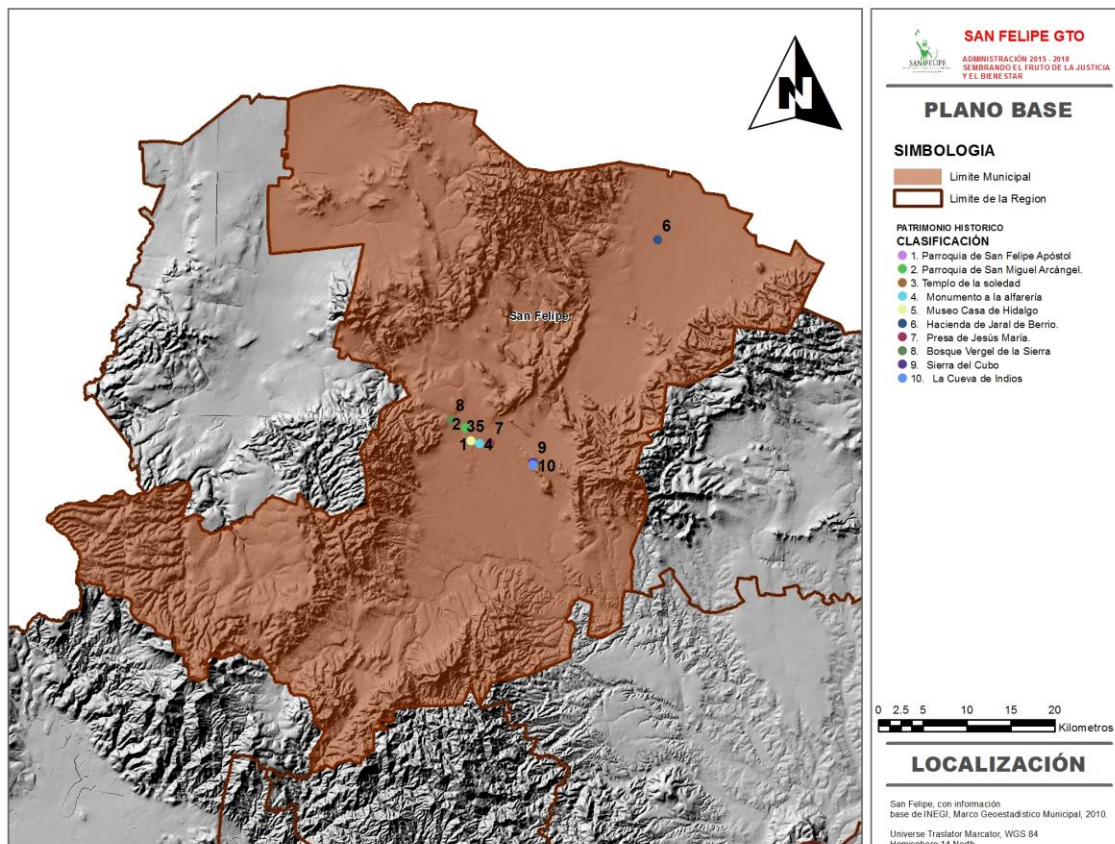 N
6
San Felipe
8
2 35 7
1 4
9
10
SAN FELIPE
SAN FELIPE GTO
ADMINISTRACIÓN 2015 - 2018
SEMBRANDO EL FRUTO DE LA JUSTICIA
Y EL BIENESTAR
PLANO BASE
SIMBOLOGIA
Limite Municipal
Limite de la Region
PATRIMONIO HISTORICO
CLASIFICACIÓN
1. Parroquia de San Felipe Apóstol
2. Parroquia de San Miguel Arcángel.
3. Templo de la soledad
4. Monumento a la alfarería
5. Museo Casa de Hidalgo
6. Hacienda de Jaral de Berrio.
7. Presa de Jesús María.
8. Bosque Vergel de la Sierra
9. Sierra del Cubo
10. La Cueva de Indios
0 2.5 5 10 15 20
Kilometros
LOCALIZACIÓN
San Felipe, con información
base de INEGI, Marco Geoestadístico Municipal, 2010.
Universe Traslator Marcator, WGS 84
Hemisphere 14 North